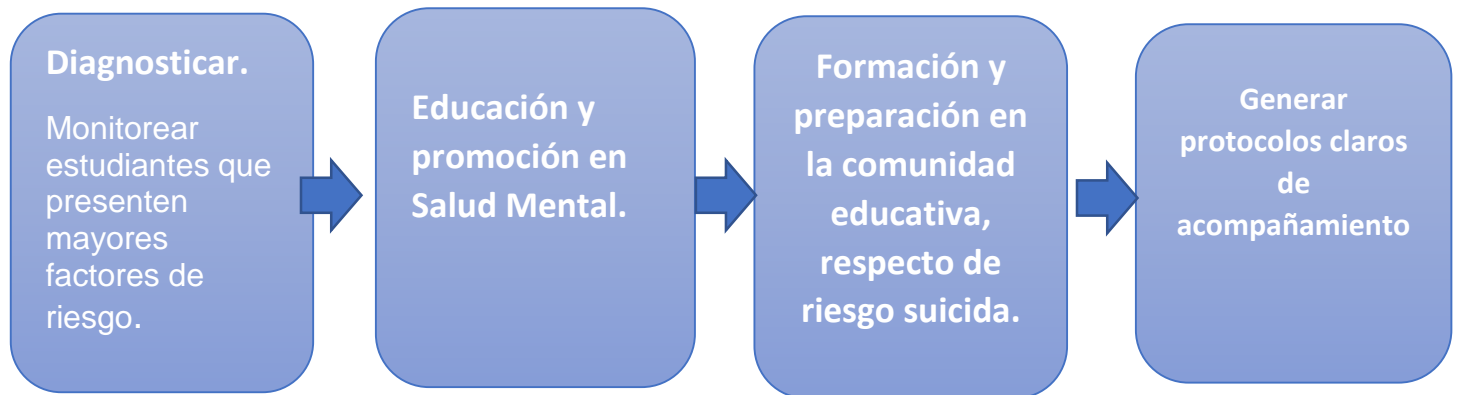 Diagnosticar.
Monitorear
estudiantes que
presenten
mayores
factores de
riesgo.
Educación y
promoción en
Salud Mental.
Formación y
preparación en
la comunidad
educativa,
respecto de
riesgo suicida.
Generar
protocolos claros
de
acompañamiento